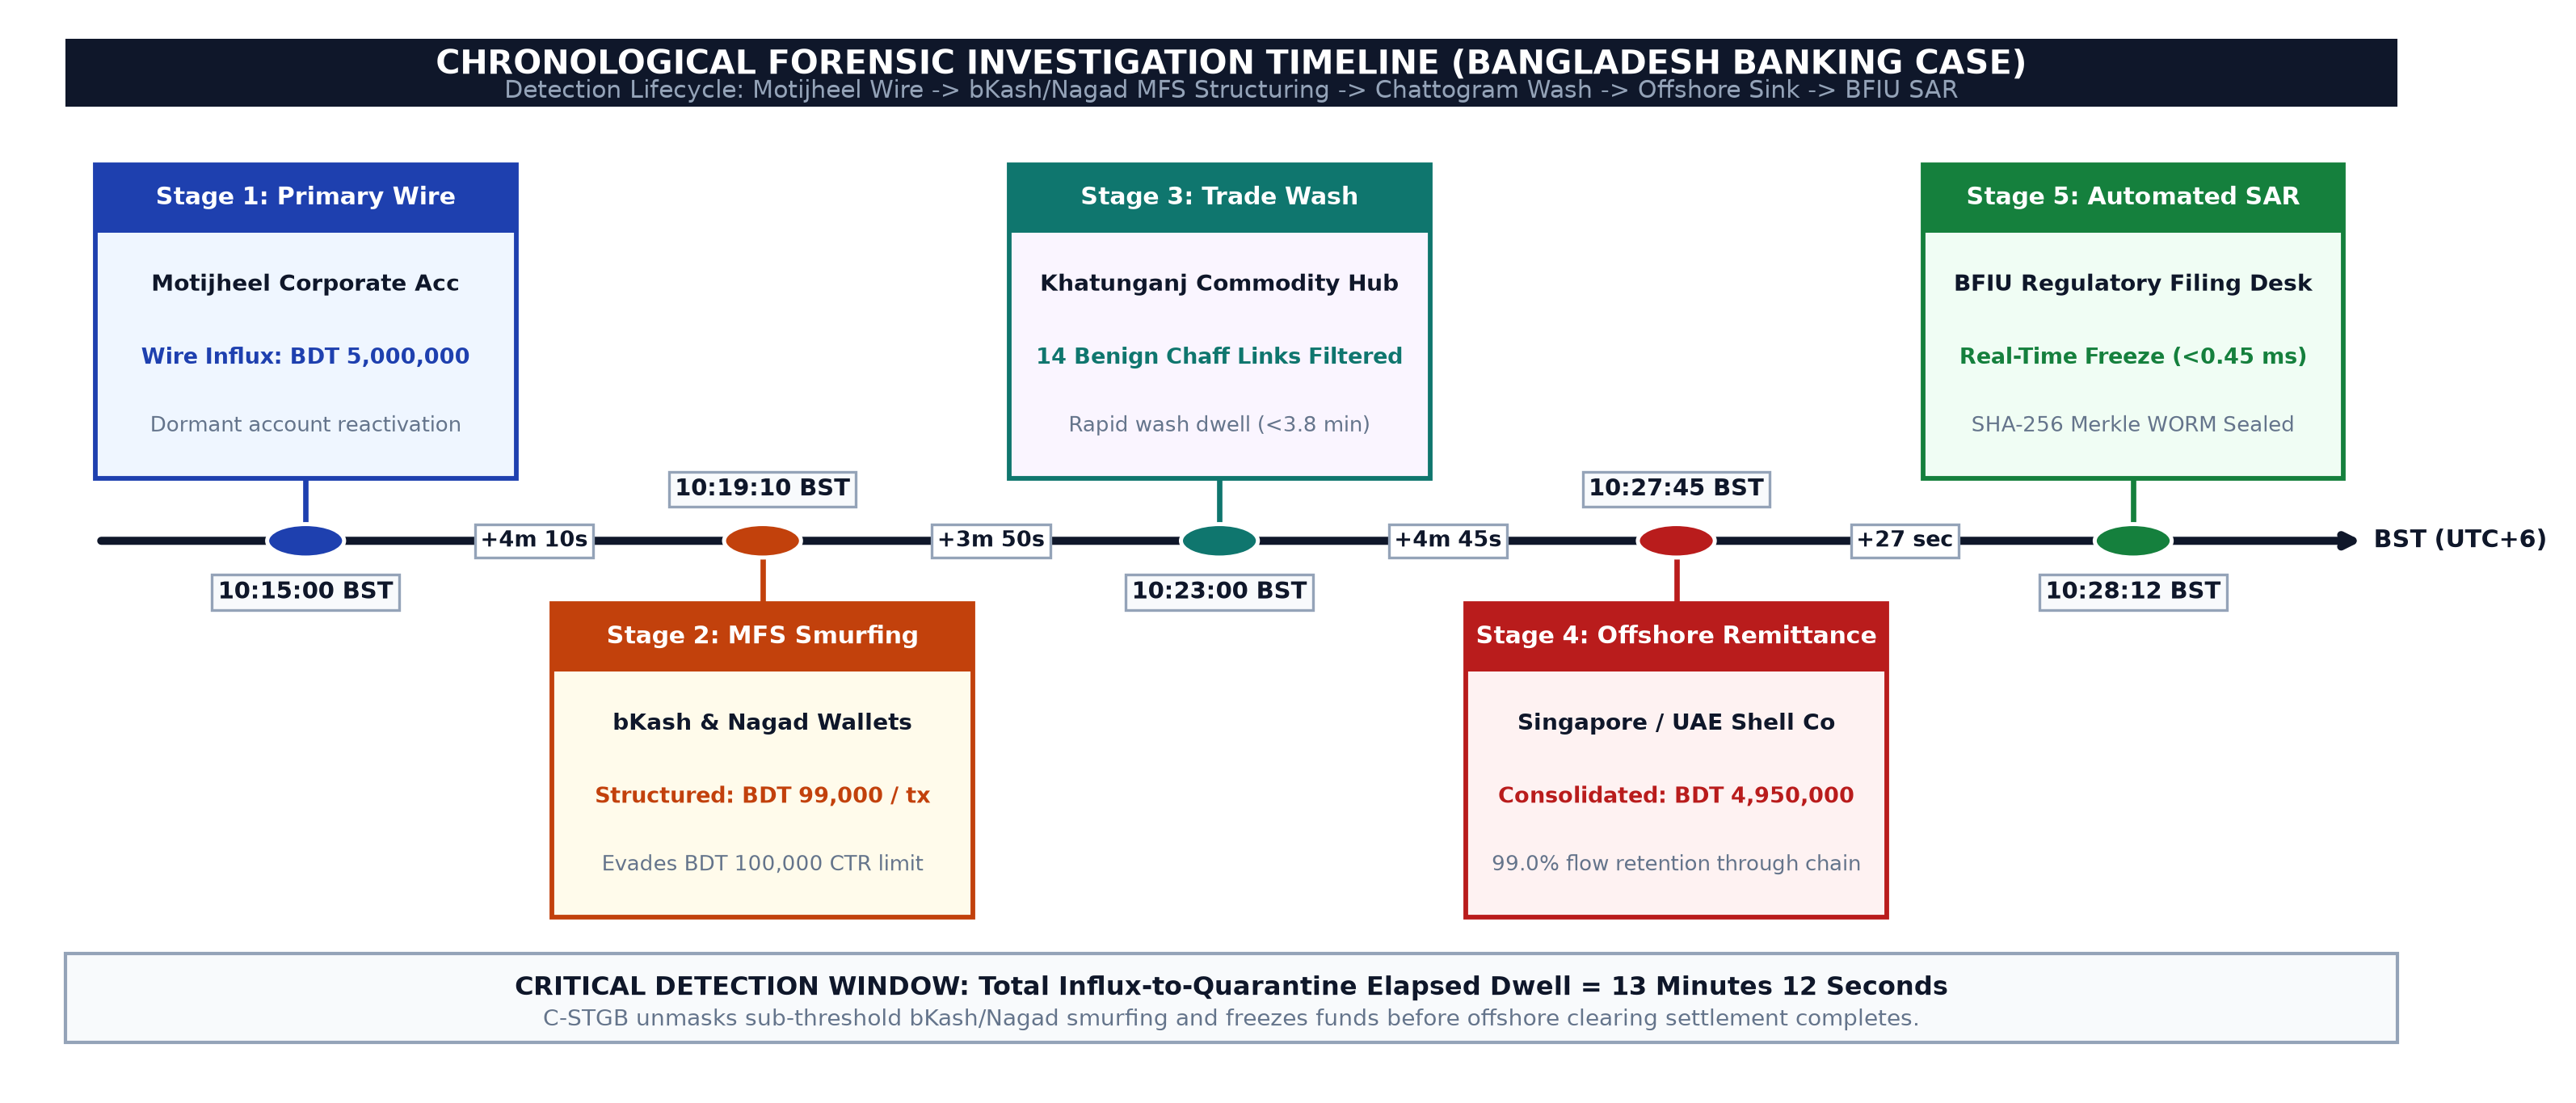 CHRONOLOGICAL FORENSIC INVESTIGATION TIMELINE (BANGLADESH BANKING CASE)
Detection Lifecycle: Motijheel Wire -> bKash/Nagad MFS Structuring -> Chattogram Wash -> Offshore Sink -> BFIU SAR
Stage 1: Primary Wire
Motijheel Corporate Acc
Wire Influx: BDT 5,000,000
Dormant account reactivation
10:15:00 BST
+4m 10s
10:19:10 BST
Stage 2: MFS Smurfing
bKash & Nagad Wallets
Structured: BDT 99,000 / tx
Evades BDT 100,000 CTR limit
+3m 50s
Stage 3: Trade Wash
Khatunganj Commodity Hub
14 Benign Chaff Links Filtered
Rapid wash dwell (<3.8 min)
10:23:00 BST
+4m 45s
10:27:45 BST
Stage 4: Offshore Remittance
Singapore / UAE Shell Co
Consolidated: BDT 4,950,000
99.0% flow retention through chain
+27 sec
Stage 5: Automated SAR
BFIU Regulatory Filing Desk
Real-Time Freeze (<0.45 ms)
SHA-256 Merkle WORM Sealed
10:28:12 BST
BST (UTC+6)
CRITICAL DETECTION WINDOW: Total Influx-to-Quarantine Elapsed Dwell = 13 Minutes 12 Seconds
C-STGB unmasks sub-threshold bKash/Nagad smurfing and freezes funds before offshore clearing settlement completes.